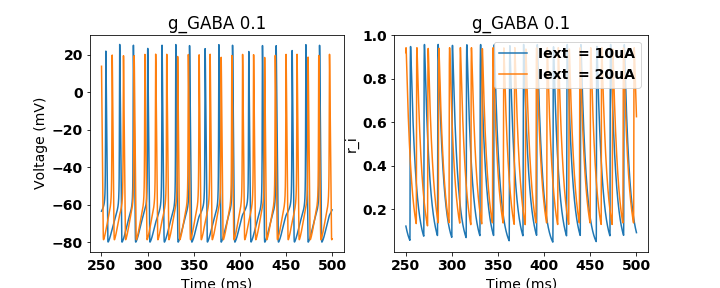 g_GABA 0.1
Voltage (mV)
20
0
−20
−40
−60
−80
250 300 350 400 450 500
Time (ms)
g_GABA 0.1
r_i
1.0
0.8
0.6
0.4
0.2
Iext = 10uA
Iext = 20uA
250 300 350 400 450 500
Time (ms)